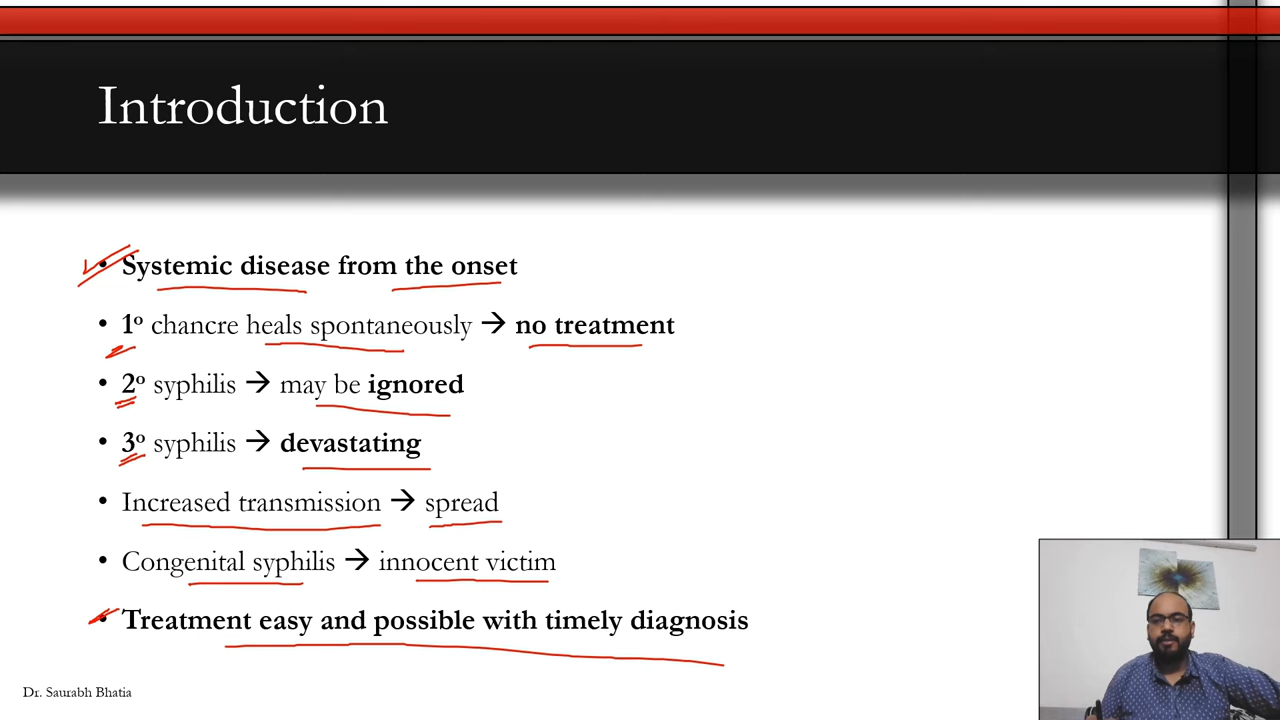 Introduction
• Systemic disease from the onset
• 1º chancre heals spontaneously → no treatment
• 2º syphilis → may be ignored
• 3º syphilis → devastating
• Increased transmission → spread
• Congenital syphilis → innocent victim
• Treatment easy and possible with timely diagnosis
Dr. Saurabh Bhatia